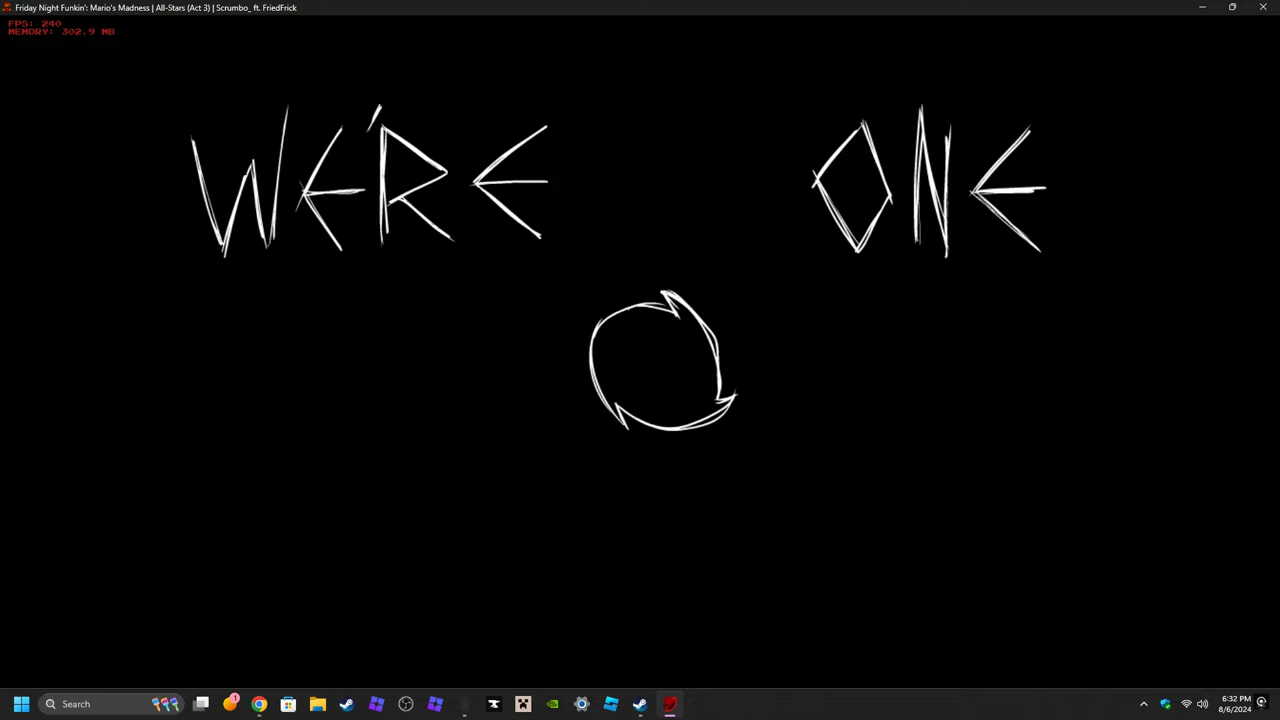 Friday Night Funkin': Mario's Madness | All-Stars (Act 3) | Scrumbo_ ft. FriedFrick
FPS: 240
MEMORY: 302.9 MB
WE'RE ONE
Search
1
6:32 PM
8/6/2024